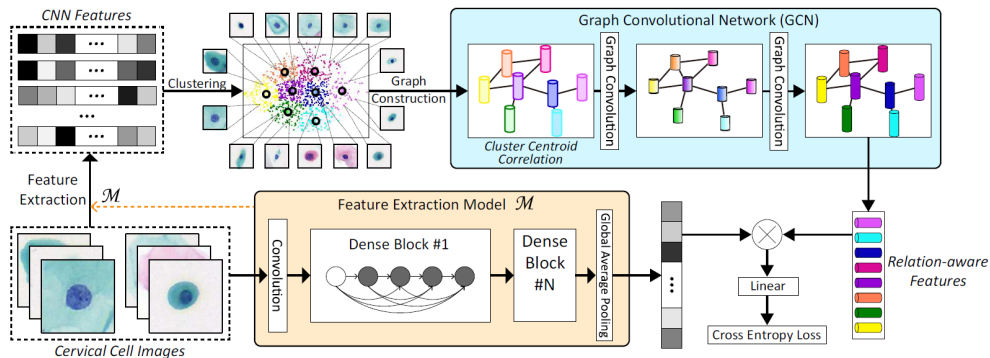 CNN Features
...
...
...
...
...
Clustering
Graph
Construction
Graph Convolutional Network (GCN)
Cluster Centroid
Correlation
Graph Convolution
Graph Convolution
Feature
Extraction
ℳ
Feature Extraction Model ℳ
Convolution
Dense Block #1
Dense
Block
#N
Global Average Pooling
...
Linear
Cross Entropy Loss
Relation-aware
Features
Cervical Cell Images